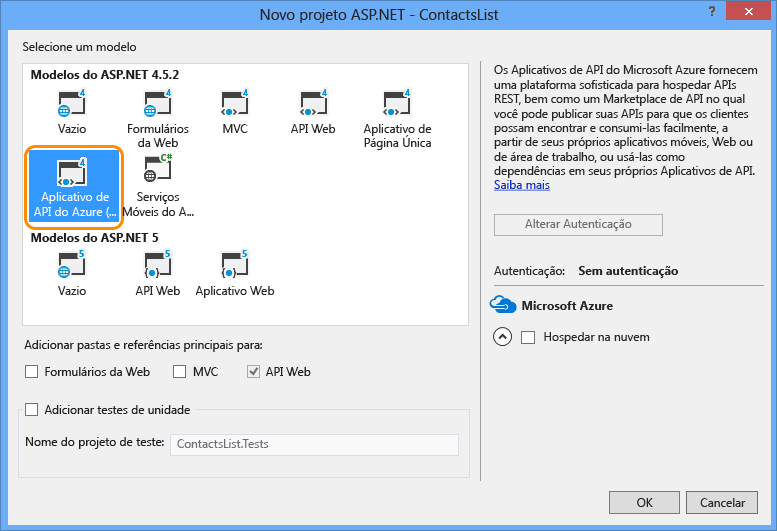 Novo projeto ASP.NET - ContactsList
?
Selecione um modelo
Modelos do ASP.NET 4.5.2
4 4 4 4 4
Vazio
Formulários
da Web
MVC
API Web
Aplicativo de
Página Única
4 C#
Aplicativo de
API do Azure (...
Serviços
Móveis do A...
Modelos do ASP.NET 5
5 5 5
Vazio
API Web
Aplicativo Web
Adicionar pastas e referências principais para:
Formulários da Web MVC API Web
Adicionar testes de unidade
Nome do projeto de teste: ContactsList.Tests
Os Aplicativos de API do Microsoft Azure fornecem
uma plataforma sofisticada para hospedar APIs
REST, bem como um Marketplace de API no qual
você pode publicar suas APIs para que os clientes
possam encontrar e consumi-las facilmente, a
partir de seus próprios aplicativos móveis, Web ou
de área de trabalho, ou usá-las como
dependências em seus próprios Aplicativos de API.
Saiba mais
Alterar Autenticação
Autenticação: Sem autenticação
Microsoft Azure
Hospedar na nuvem
OK Cancelar